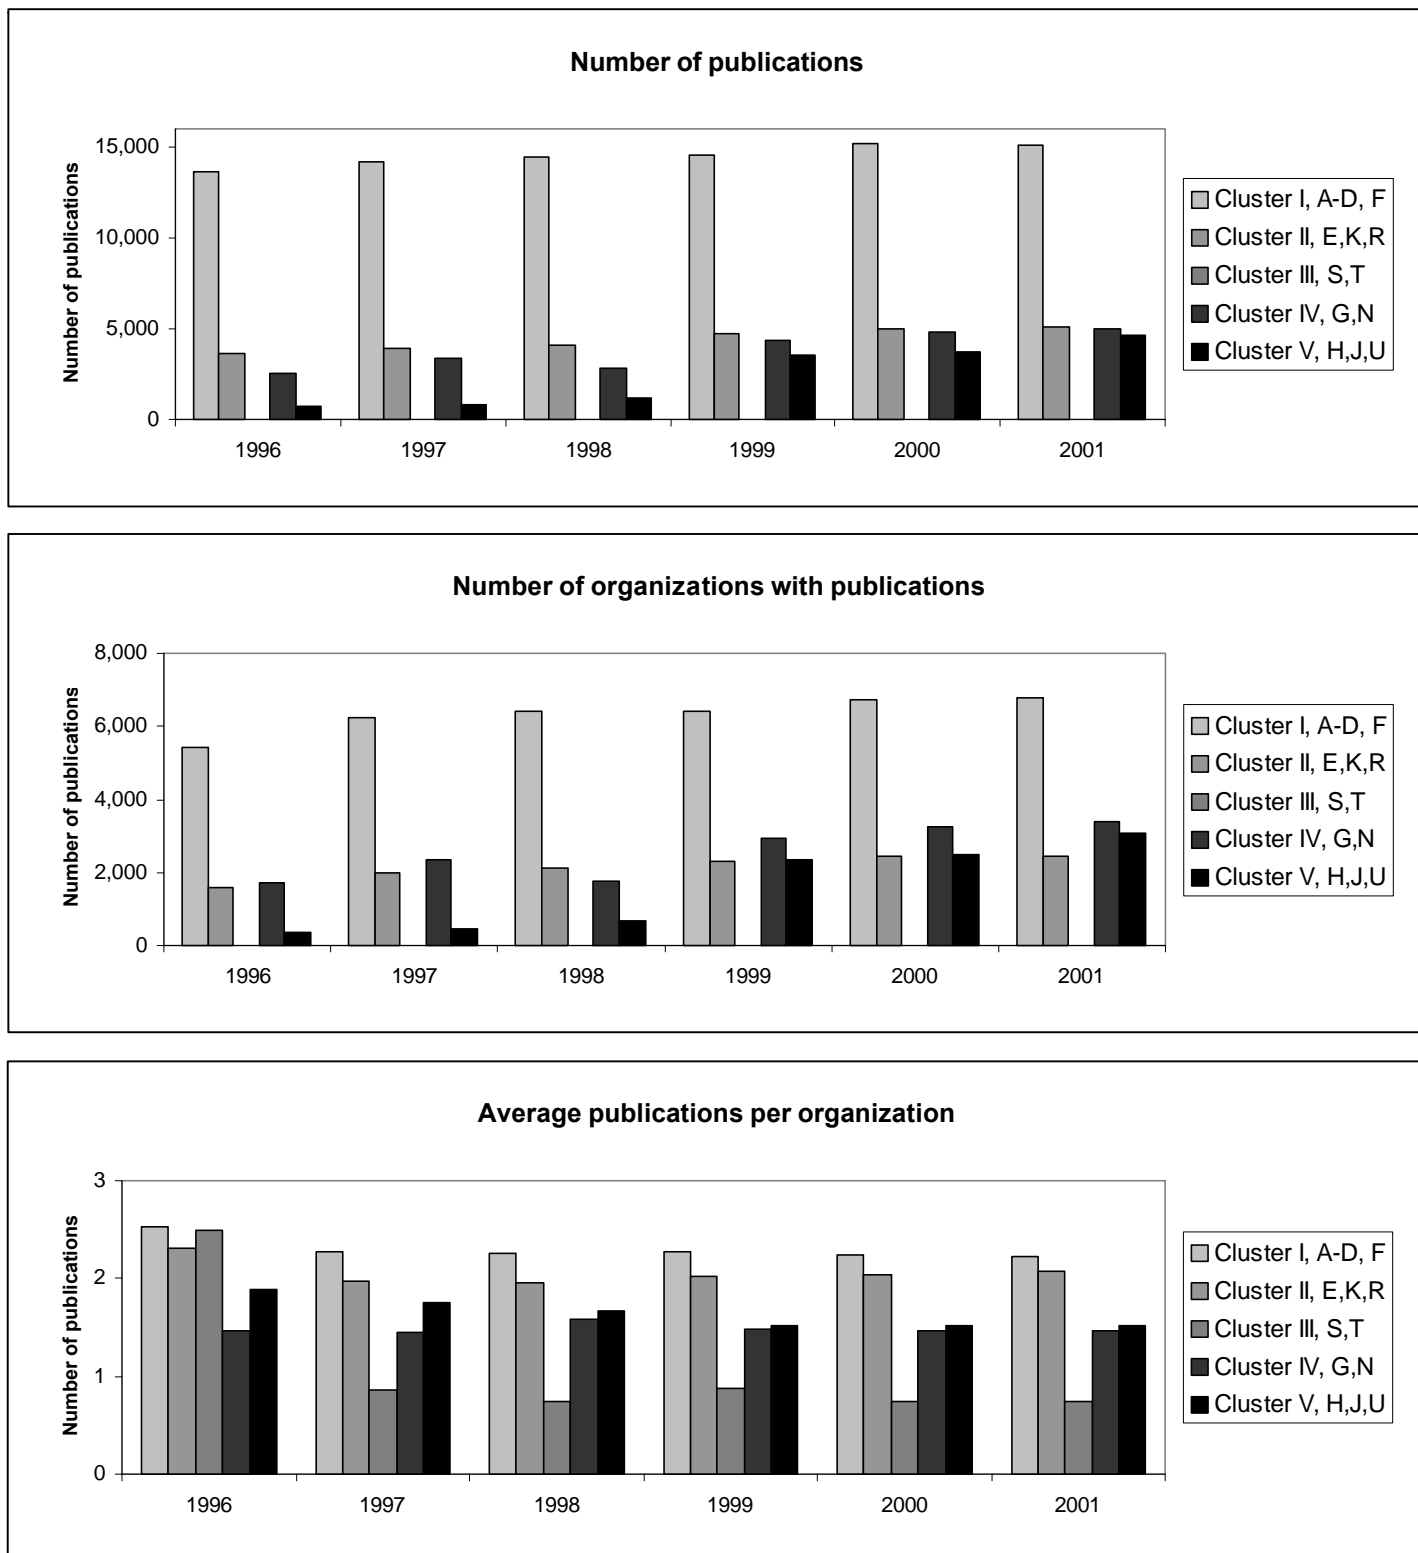 Number of publications
Number of publications
15,000
10,000
5,000
0
1996 1997 1998 1999 2000 2001
Cluster I, A-D, F
Cluster II, E,K,R
Cluster III, S,T
Cluster IV, G,N
Cluster V, H,J,U
Number of organizations with publications
Number of publications
8,000
6,000
4,000
2,000
0
1996 1997 1998 1999 2000 2001
Cluster I, A-D, F
Cluster II, E,K,R
Cluster III, S,T
Cluster IV, G,N
Cluster V, H,J,U
Average publications per organization
Number of publications
3
2
1
0
1996 1997 1998 1999 2000 2001
Cluster I, A-D, F
Cluster II, E,K,R
Cluster III, S,T
Cluster IV, G,N
Cluster V, H,J,U